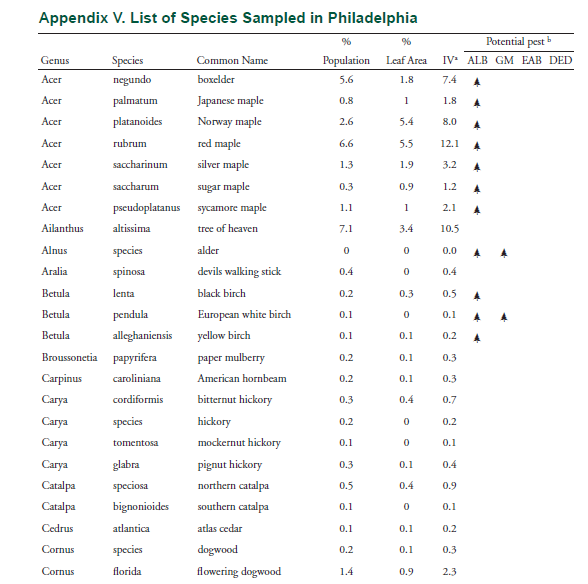 Appendix V. List of Species Sampled in Philadelphia
% % Potential pest b
Genus Species Common Name Population Leaf Area IVa ALB GM EAB DED
Acer negundo boxelder 5.6 1.8 7.4
Acer palmatum Japanese maple 0.8 1 1.8
Acer platanoides Norway maple 2.6 5.4 8.0
Acer rubrum red maple 6.6 5.5 12.1
Acer saccharinum silver maple 1.3 1.9 3.2
Acer saccharum sugar maple 0.3 0.9 1.2
Acer pseudoplatanus sycamore maple 1.1 1 2.1
Ailanthus altissima tree of heaven 7.1 3.4 10.5
Alnus species alder 0 0 0.0
Aralia spinosa devils walking stick 0.4 0 0.4
Betula lenta black birch 0.2 0.3 0.5
Betula pendula European white birch 0.1 0 0.1
Betula alleghaniensis yellow birch 0.1 0.1 0.2
Broussonetia papyrifera paper mulberry 0.2 0.1 0.3
Carpinus caroliniana American hornbeam 0.2 0.1 0.3
Carya cordiformis bitternut hickory 0.3 0.4 0.7
Carya species hickory 0.2 0 0.2
Carya tomentosa mockernut hickory 0.1 0 0.1
Carya glabra pignut hickory 0.3 0.1 0.4
Catalpa speciosa northern catalpa 0.5 0.4 0.9
Catalpa bignonioides southern catalpa 0.1 0 0.1
Cedrus atlantica atlas cedar 0.1 0.1 0.2
Cornus species dogwood 0.2 0.1 0.3
Cornus florida flowering dogwood 1.4 0.9 2.3